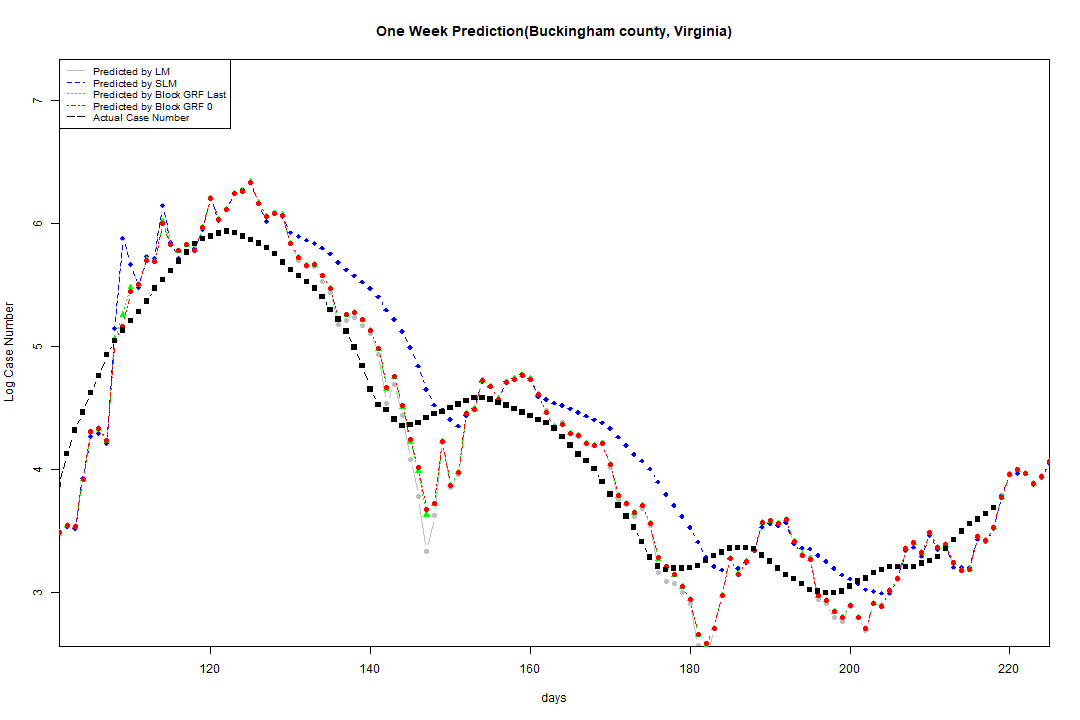 One Week Prediction(Buckingham county, Virginia)
Predicted by LM
Predicted by SLM
Predicted by Block GRF Last
Predicted by Block GRF 0
Actual Case Number
7
6
5
4
3
Log Case Number
120
140
160
180
200
220
days